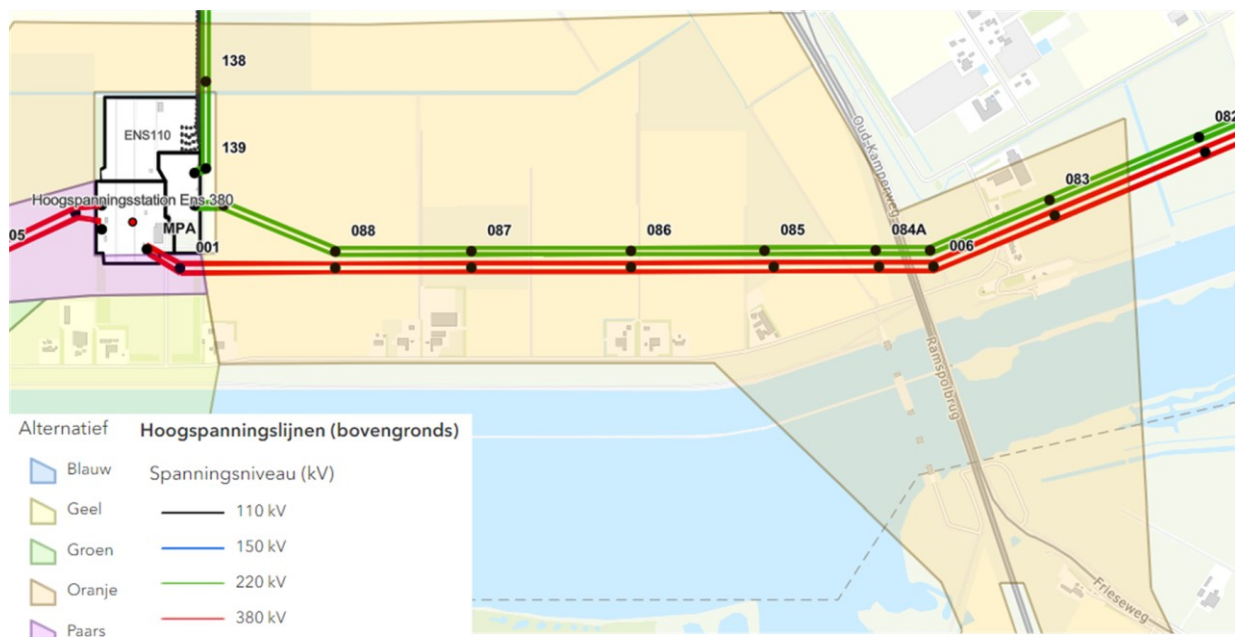 138
082
ENS110
139
Oud-Kamperweg
083
Hoogspanningsstation Ens 380
MPA
05
001
088
087
086
085
084A
006
Ramspolbrug
Frieseweg
Alternatief
Blauw
Geel
Groen
Oranje
Paars
Hoogspanningslijnen (bovengronds)
Spanningsniveau (kV)
110 kV
150 kV
220 kV
380 kV